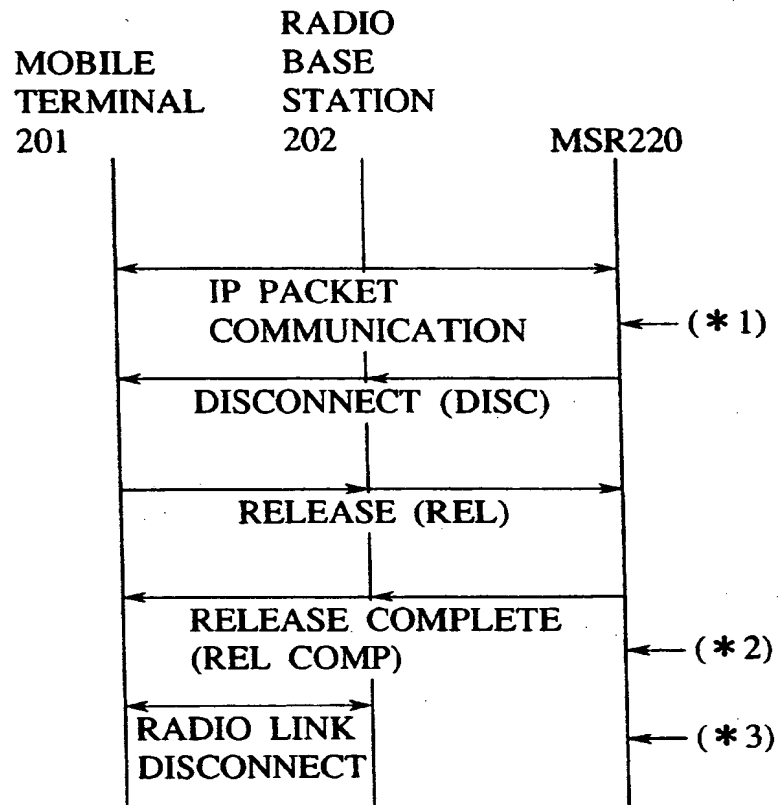 MOBILE
TERMINAL
201
RADIO
BASE
STATION
202
MSR220
IP PACKET
COMMUNICATION
(*1)
DISCONNECT (DISC)
RELEASE (REL)
RELEASE COMPLETE
(REL COMP)
(*2)
RADIO LINK
DISCONNECT
(*3)